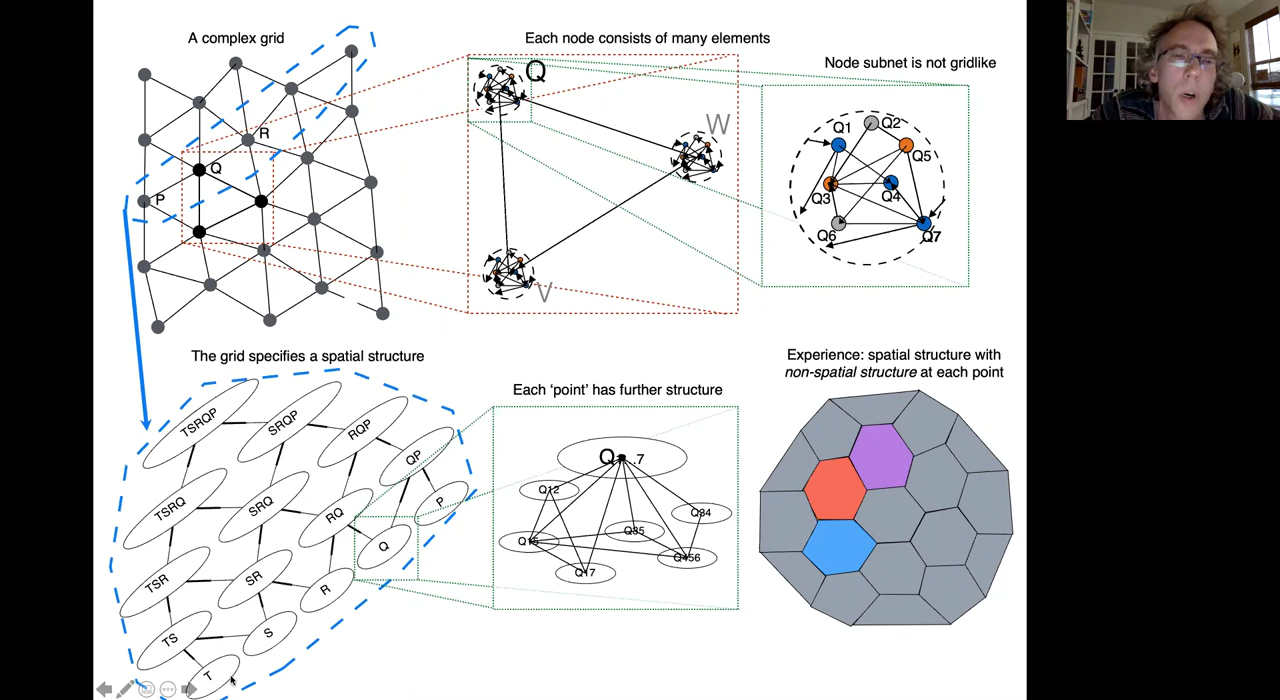 A complex grid
Each node consists of many elements
Node subnet is not gridlike
Q
W
V
R
Q
P
Q1
Q2
Q5
Q3
Q4
Q6
Q7
The grid specifies a spatial structure
Each ‘point’ has further structure
Experience: spatial structure with
non-spatial structure at each point
TSRQP
SRQP
RQP
QP
P
TSRQ
SRQ
RQ
Q
TSR
SR
R
TS
S
T
Q
.7
Q12
Q34
Q35
Q456
Q17